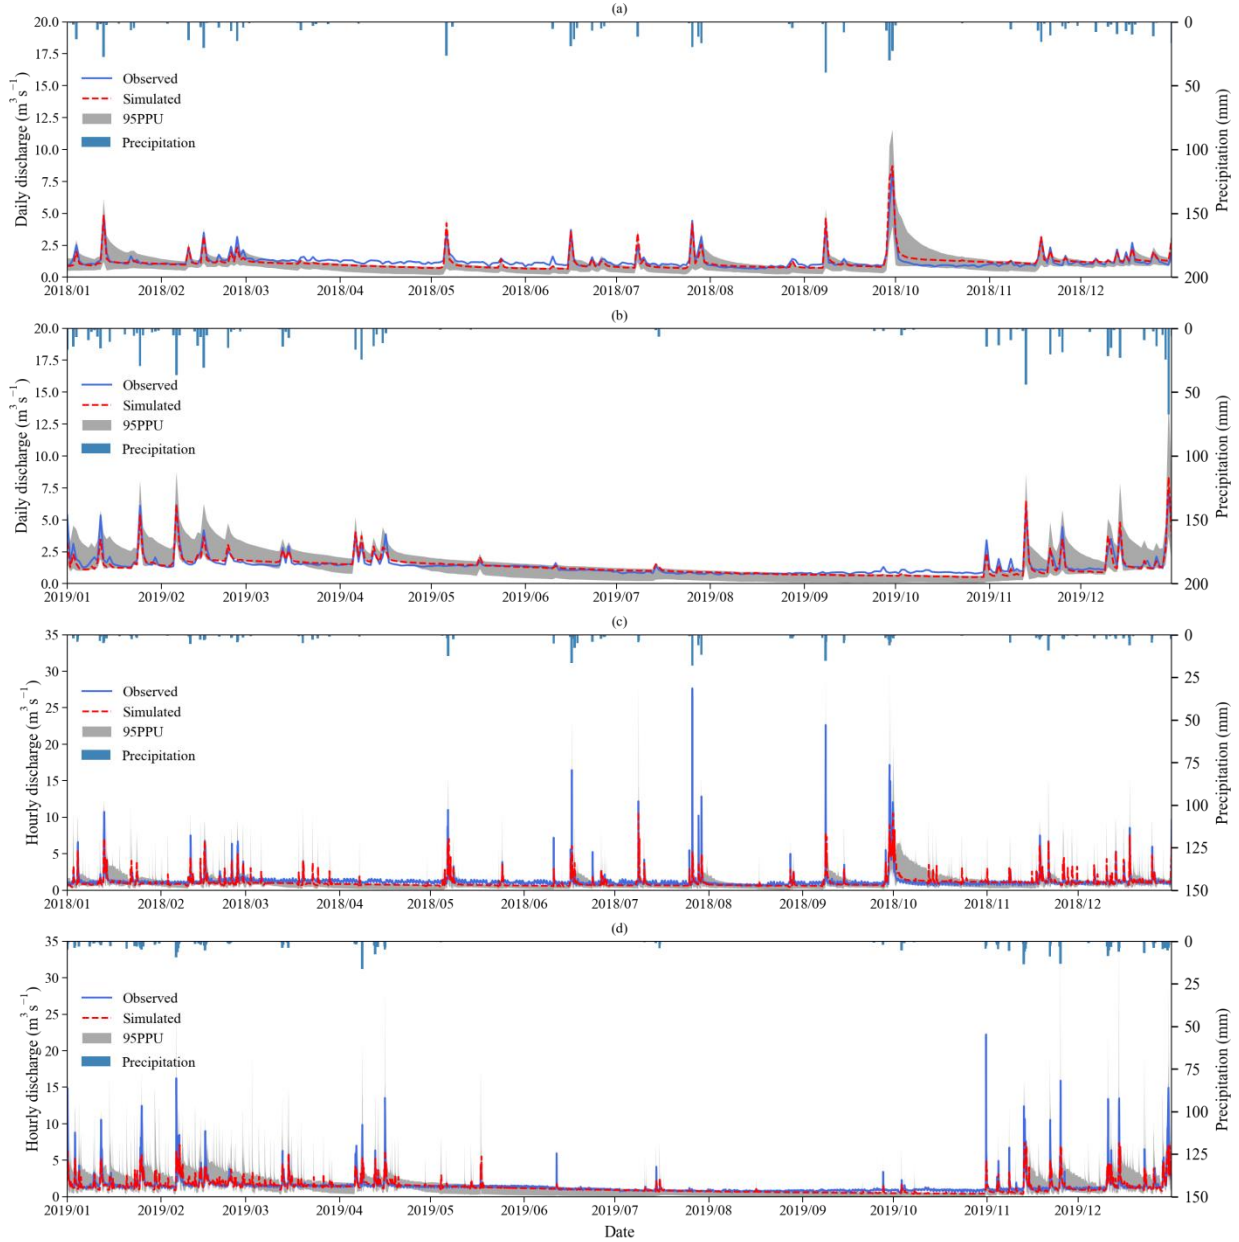 (a)
20.0
17.5
15.0
12.5
10.0
7.5
5.0
2.5
0.0
Daily discharge (m³ s⁻¹)
Observed
Simulated
95PPU
Precipitation
0
50
100
150
200
Precipitation (mm)
2018/01 2018/02 2018/03 2018/04 2018/05 2018/06 2018/07 2018/08 2018/09 2018/10 2018/11 2018/12
(b)
20.0
17.5
15.0
12.5
10.0
7.5
5.0
2.5
0.0
Daily discharge (m³ s⁻¹)
Observed
Simulated
95PPU
Precipitation
0
50
100
150
200
Precipitation (mm)
2019/01 2019/02 2019/03 2019/04 2019/05 2019/06 2019/07 2019/08 2019/09 2019/10 2019/11 2019/12
(c)
35
30
25
20
15
10
5
0
Hourly discharge (m³ s⁻¹)
Observed
Simulated
95PPU
Precipitation
0
25
50
75
100
125
150
Precipitation (mm)
2018/01 2018/02 2018/03 2018/04 2018/05 2018/06 2018/07 2018/08 2018/09 2018/10 2018/11 2018/12
(d)
35
30
25
20
15
10
5
0
Hourly discharge (m³ s⁻¹)
Observed
Simulated
95PPU
Precipitation
0
25
50
75
100
125
150
Precipitation (mm)
2019/01 2019/02 2019/03 2019/04 2019/05 2019/06 2019/07 2019/08 2019/09 2019/10 2019/11 2019/12
Date